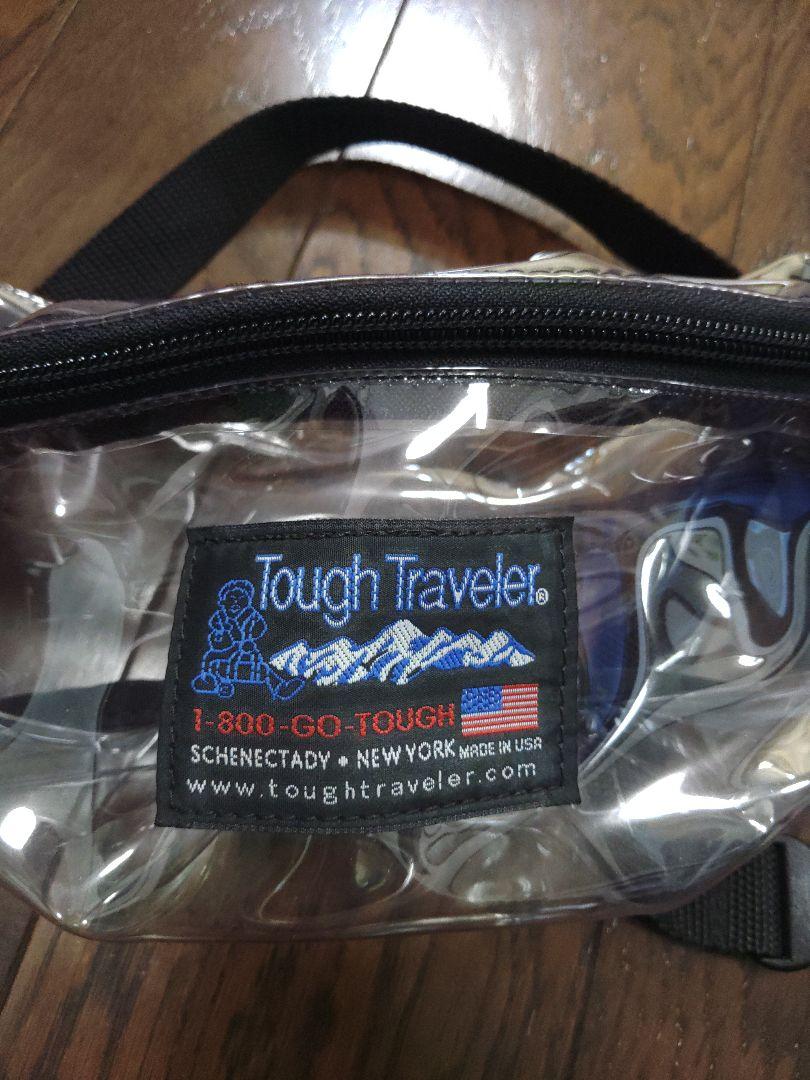 Tough Traveler®
1-800-GO-TOUGH
SCHENECTADY • NEW YORK MADE IN USA
www.toughtraveler.com